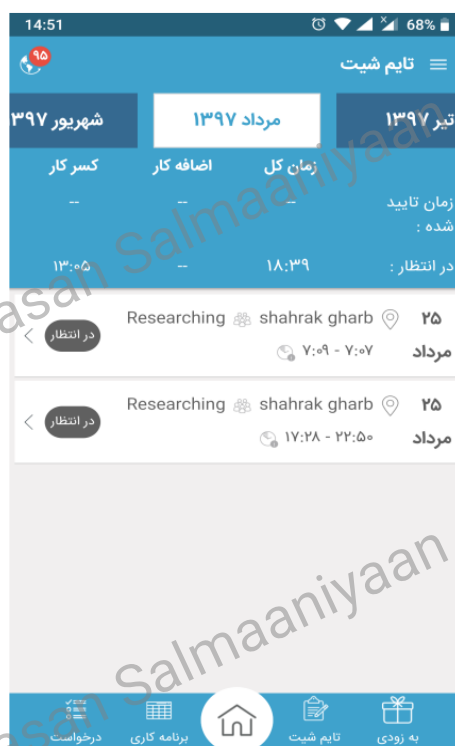 14:51 68%
تایم شیت ۹۵
تیر ۱۳۹۷ مرداد ۱۳۹۷ شهریور ۱۳۹۷
زمان کل اضافه کار کسر کار
زمان تایید شده : -- -- --
در انتظار : ۱۸:۳۹ -- ۱۳:۰۵
۲۵ مرداد shahrak gharb Researching
۷:۰۷ - ۷:۰۹ در انتظار
۲۵ مرداد shahrak gharb Researching
۲۲:۵۰ - ۱۷:۲۸ در انتظار
به زودی تایم شیت برنامه کاری درخواست
Hasan Salmaaniyaan
Hasan Salmaaniyaan